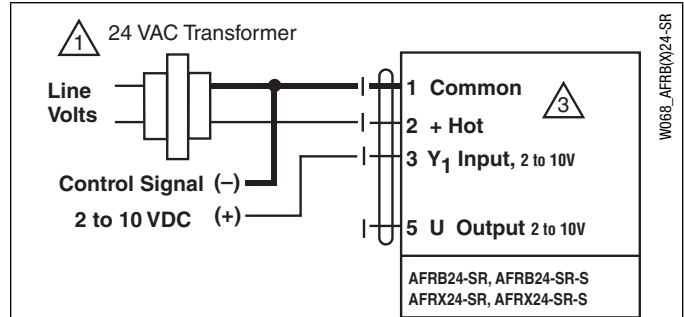 1 24 VAC Transformer
Line
Volts
Control Signal (–)
2 to 10 VDC (+)
1 Common
3
2 + Hot
3 Y1 Input, 2 to 10V
5 U Output 2 to 10V
AFRB24-SR, AFRB24-SR-S
AFRX24-SR, AFRX24-SR-S
W068_AFRB(X)24-SR